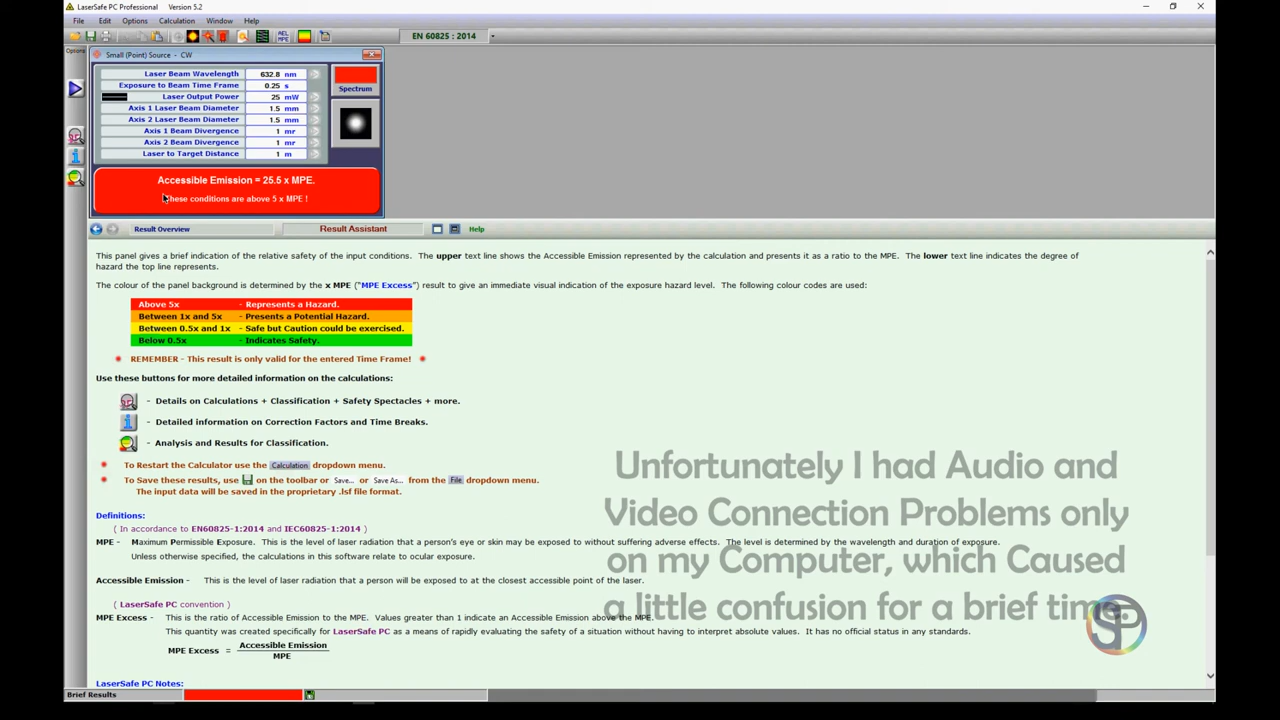 LaserSafe PC Professional Version 5.2
File Edit Options Calculation Window Help
REL MPE
EN 60825 : 2014
Options
Small (Point) Source - CW
Laser Beam Wavelength 632.8 nm
Exposure to Beam Time Frame 0.25 s
Laser Output Power 25 mW
Axis 1 Laser Beam Diameter 1.5 mm
Axis 2 Laser Beam Diameter 1.5 mm
Axis 1 Beam Divergence 1 mr
Axis 2 Beam Divergence 1 mr
Laser to Target Distance 1 m
Spectrum
Accessible Emission = 25.5 x MPE.
These conditions are above 5 x MPE !
Result Overview Result Assistant Help
This panel gives a brief indication of the relative safety of the input conditions. The upper text line shows the Accessible Emission represented by the calculation and presents it as a ratio to the MPE. The lower text line indicates the degree of
hazard the top line represents.
The colour of the panel background is determined by the x MPE ("MPE Excess") result to give an immediate visual indication of the exposure hazard level. The following colour codes are used:
Above 5x - Represents a Hazard.
Between 1x and 5x - Presents a Potential Hazard.
Between 0.5x and 1x - Safe but Caution could be exercised.
Below 0.5x - Indicates Safety.
REMEMBER - This result is only valid for the entered Time Frame!
Use these buttons for more detailed information on the calculations:
- Details on Calculations + Classification + Safety Spectacles + more.
- Detailed information on Correction Factors and Time Breaks.
- Analysis and Results for Classification.
To Restart the Calculator use the Calculation dropdown menu.
To Save these results, use on the toolbar or Save... or Save As... from the File dropdown menu.
The input data will be saved in the proprietary .lsf file format.
Unfortunately I had Audio and
Video Connection Problems only
on my Computer, which Caused
a little confusion for a brief time.
SP
Definitions:
( In accordance to EN60825-1:2014 and IEC60825-1:2014 )
MPE - Maximum Permissible Exposure. This is the level of laser radiation that a person's eye or skin may be exposed to without suffering adverse effects. The level is determined by the wavelength and duration of exposure.
Unless otherwise specified, the calculations in this software relate to ocular exposure.
Accessible Emission - This is the level of laser radiation that a person will be exposed to at the closest accessible point of the laser.
( LaserSafe PC convention )
MPE Excess - This is the ratio of Accessible Emission to the MPE. Values greater than 1 indicate an Accessible Emission above the MPE.
This quantity was created specifically for LaserSafe PC as a means of rapidly evaluating the safety of a situation without having to interpret absolute values. It has no official status in any standards.
MPE Excess = Accessible Emission
MPE
LaserSafe PC Notes:
Brief Results